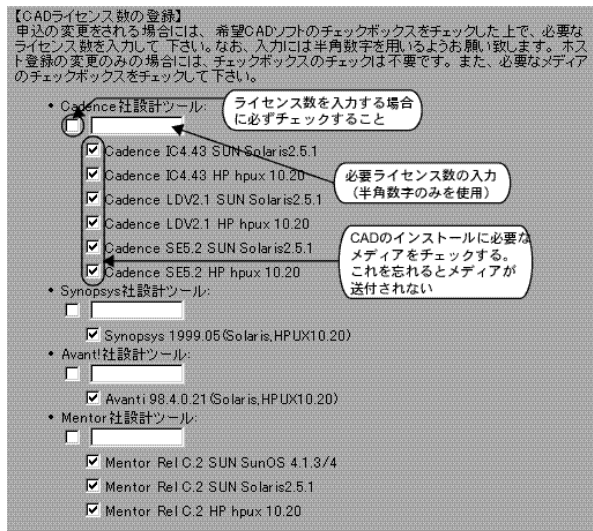 【CADライセンス数の登録】
申込の変更をされる場合には、 希望CADソフトのチェックボックスをチェックした上で、必要な
ライセンス数を入力して 下さい。なお、入力には半角数字を用いるようお願い致します。 ホス
ト登録の変更のみの場合には、チェックボックスのチェックは不要です。また、必要なメディア
のチェックボックスをチェックして下さい。
• Cadence社設計ツール:
ライセンス数を入力する場合
に必ずチェックすること
Cadence IC4.43 SUN Solaris2.5.1
Cadence IC4.43 HP hpux 10.20
必要ライセンス数の入力
(半角数字のみを使用)
Cadence LDV2.1 SUN Solaris2.5.1
Cadence LDV2.1 HP hpux 10.20
Cadence SE5.2 SUN Solaris2.5.1
Cadence SE5.2 HP hpux 10.20
CADのインストールに必要な
メディアをチェックする。
これを忘れるとメディアが
送付されない
• Synopsys社設計ツール:
Synopsys 1999.05(Solaris,HPUX10.20)
• Avant!社設計ツール:
Avanti 98.4.0.21(Solaris,HPUX10.20)
• Mentor社設計ツール:
Mentor Rel C.2 SUN SunOS 4.1.3/4
Mentor Rel C.2 SUN Solaris2.5.1
Mentor Rel C.2 HP hpux 10.20